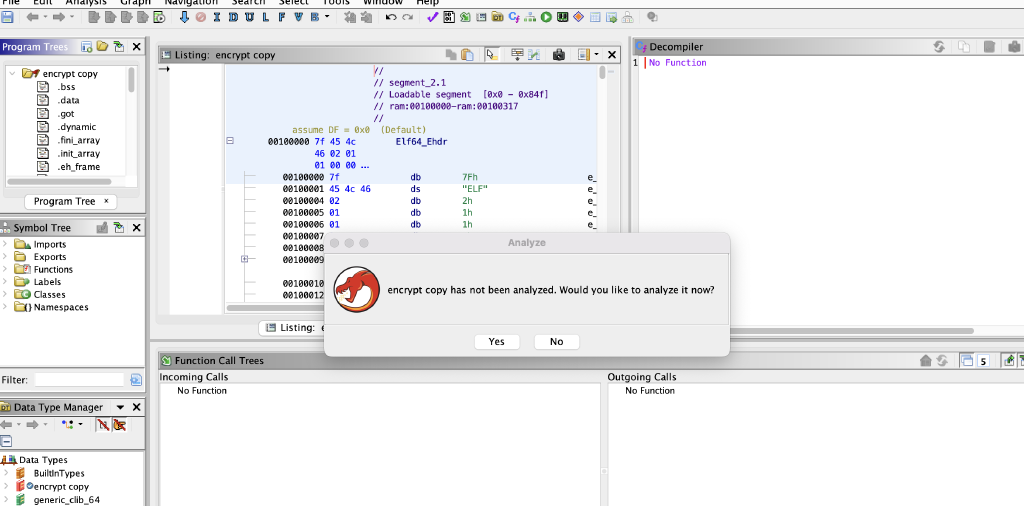 File Edit Analysis Graph Navigation Search Select Tools Window Help
I D U L F V B
Program Trees
encrypt copy
.bss
.data
.got
.dynamic
.fini_array
.init_array
.eh_frame
Program Tree ×
Symbol Tree
Imports
Exports
Functions
Labels
Classes
Namespaces
Filter:
Data Type Manager
Data Types
BuiltInTypes
encrypt copy
generic_clib_64
Listing: encrypt copy
//
// segment_2.1
// Loadable segment [0x0 - 0x84f]
// ram:00100000-ram:00100317
//
assume DF = 0x0 (Default)
00100000 7f 45 4c Elf64_Ehdr
46 02 01
01 00 00 ...
00100000 7f db 7Fh e_
00100001 45 4c 46 ds "ELF" e_
00100004 02 db 2h e_
00100005 01 db 1h e_
00100006 01 db 1h e_
00100007
00100008
00100009
00100010
00100012
Listing:
Decompiler
1 No Function
Analyze
encrypt copy has not been analyzed. Would you like to analyze it now?
Yes No
Function Call Trees
5
Incoming Calls
No Function
Outgoing Calls
No Function